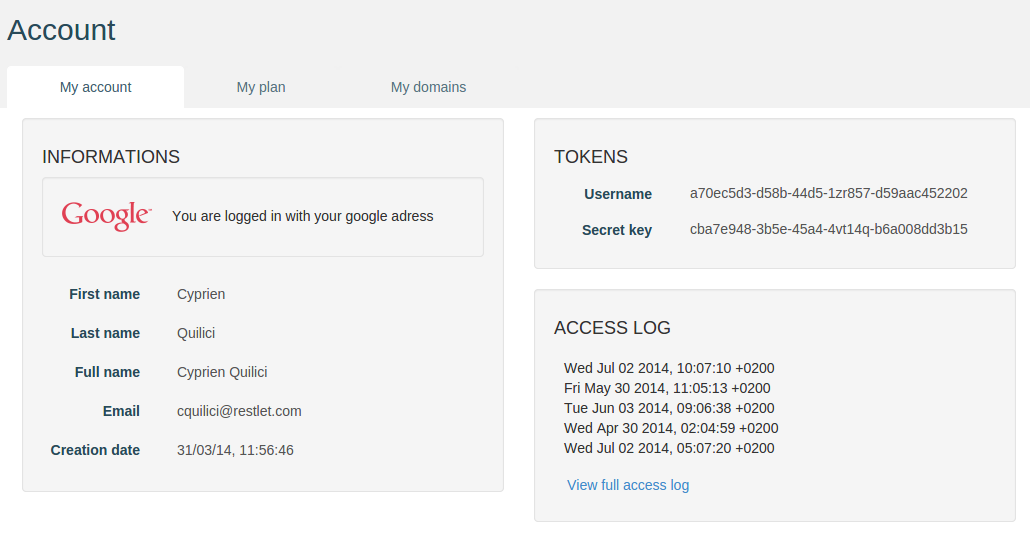 Account
My account
My plan
My domains
INFORMATIONS
Google™
You are logged in with your google adress
First name Cyprien
Last name Quilici
Full name Cyprien Quilici
Email cquilici@restlet.com
Creation date 31/03/14, 11:56:46
TOKENS
Username a70ec5d3-d58b-44d5-1zr857-d59aac452202
Secret key cba7e948-3b5e-45a4-4vt14q-b6a008dd3b15
ACCESS LOG
Wed Jul 02 2014, 10:07:10 +0200
Fri May 30 2014, 11:05:13 +0200
Tue Jun 03 2014, 09:06:38 +0200
Wed Apr 30 2014, 02:04:59 +0200
Wed Jul 02 2014, 05:07:20 +0200
View full access log